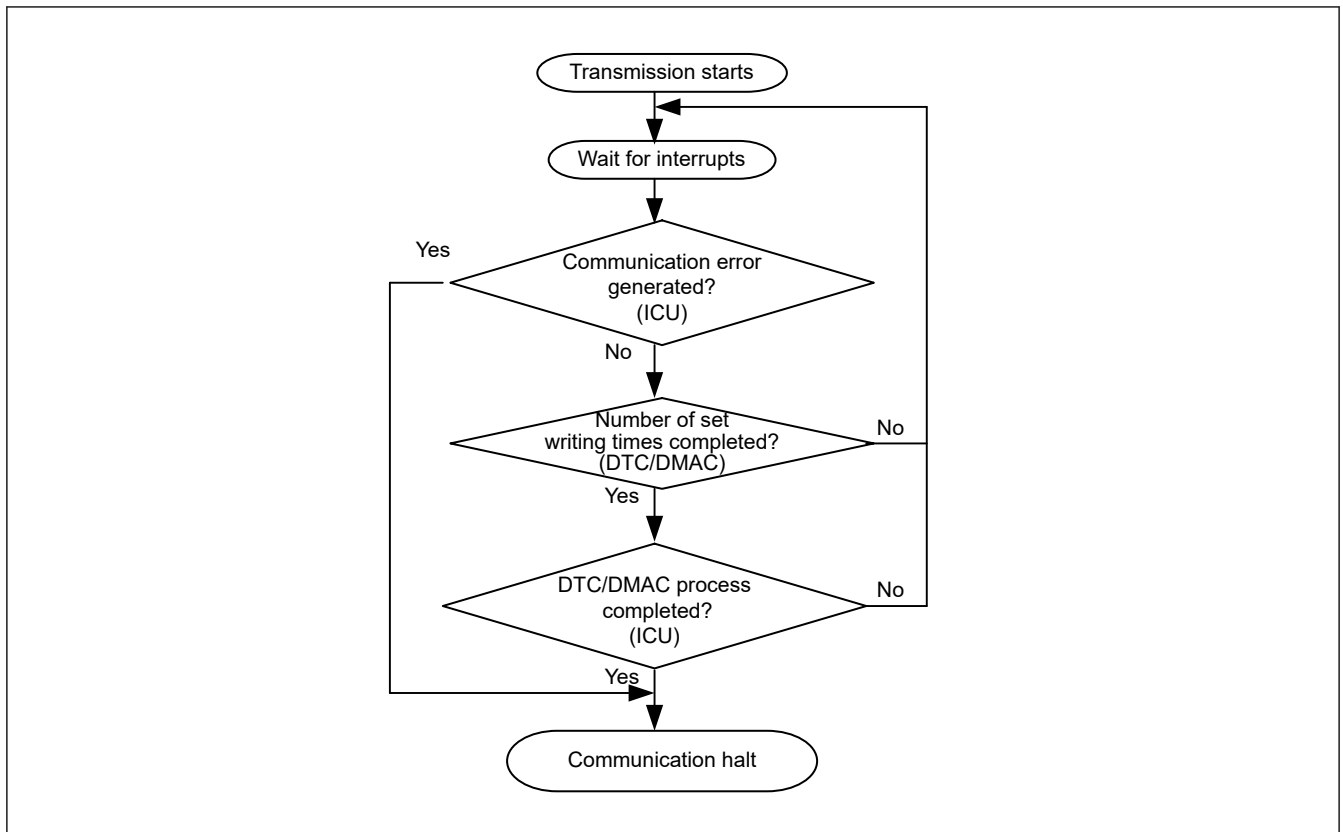 Transmission starts
Wait for interrupts
Yes
Communication error
generated?
(ICU)
No
Number of set
writing times completed?
(DTC/DMAC)
No
Yes
DTC/DMAC process
completed?
(ICU)
No
Yes
Communication halt